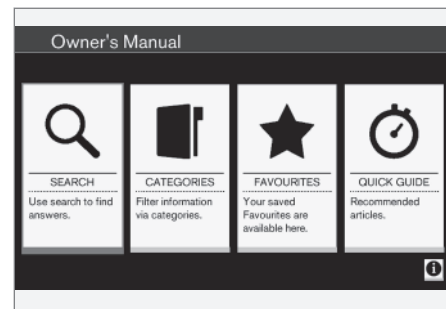 Owner's Manual
SEARCH
Use search to find
answers.
CATEGORIES
Filter information
via categories.
FAVOURITES
Your saved
Favourites are
available here.
QUICK GUIDE
Recommended
articles.
i